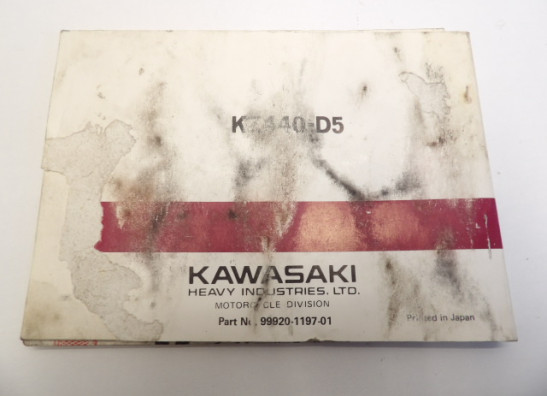 KZ440-D5
KAWASAKI
HEAVY INDUSTRIES, LTD.
MOTORCYCLE DIVISION
Part No. 99920-1197-01
Printed in Japan